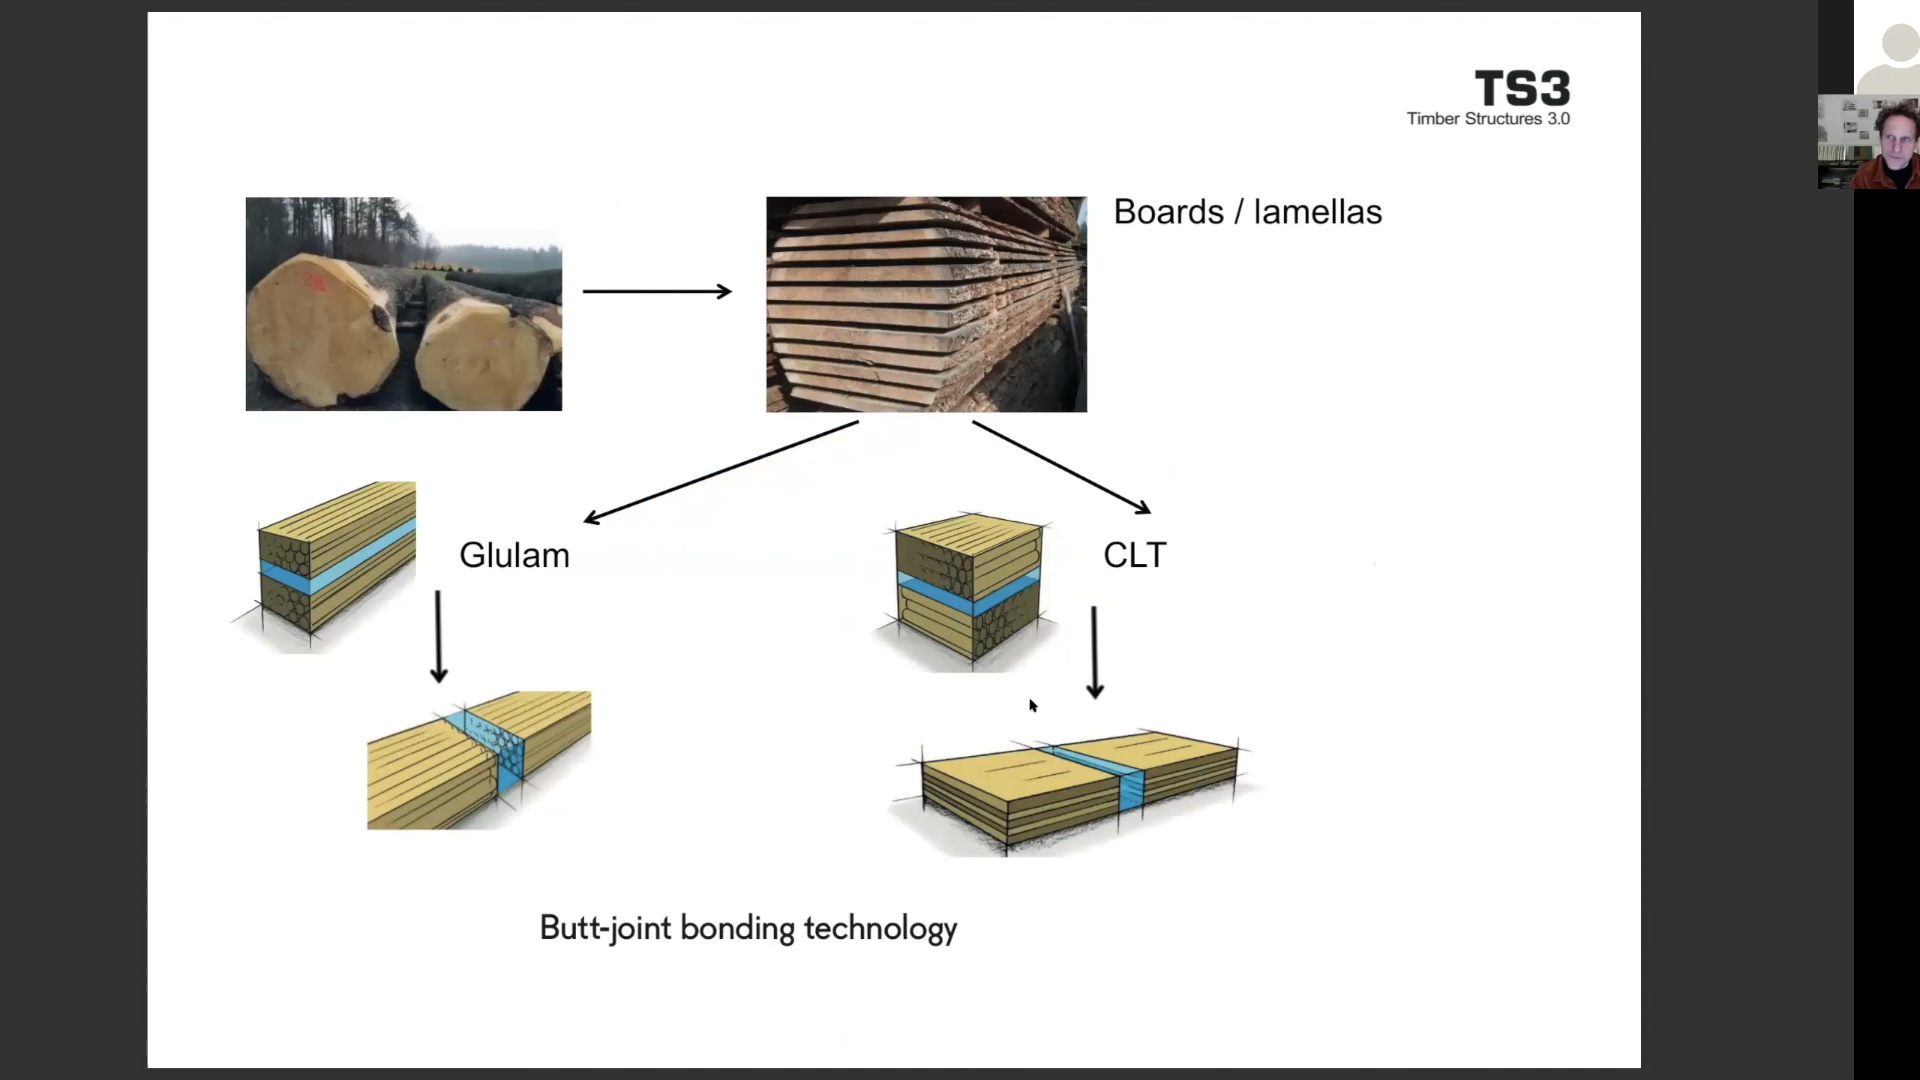 TS3
Timber Structures 3.0
Boards / lamellas
Glulam
CLT
Butt-joint bonding technology